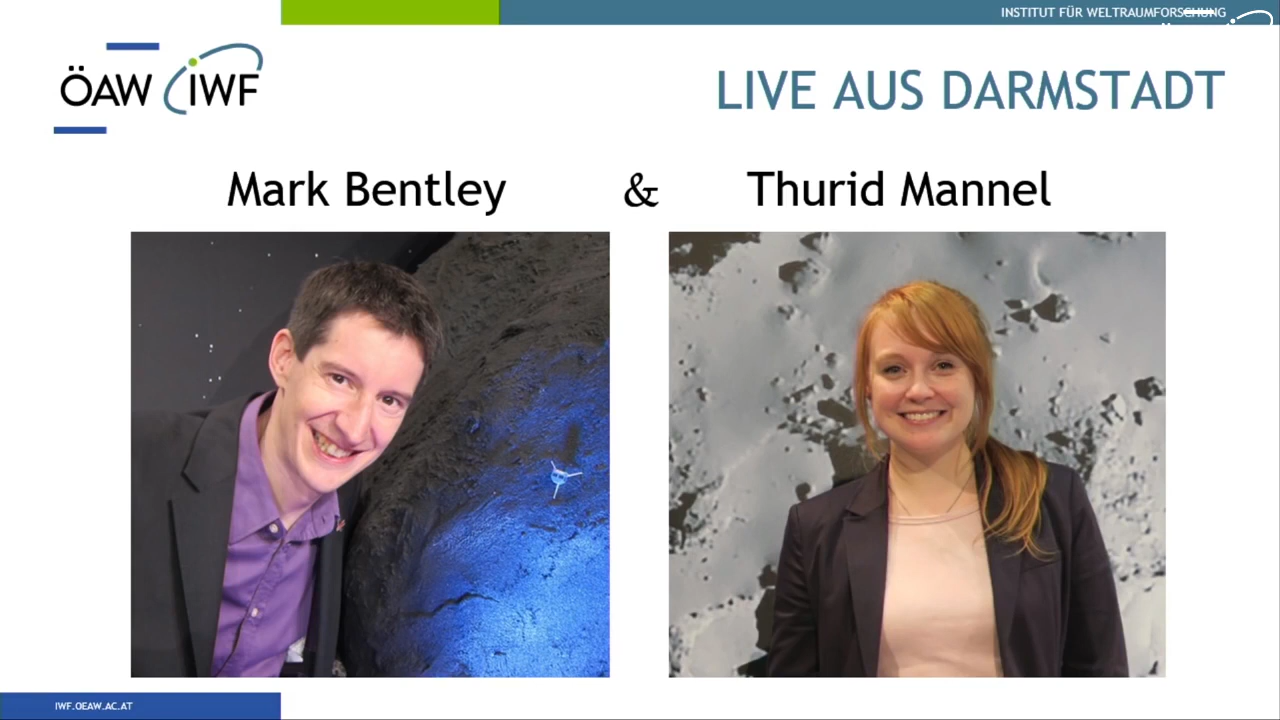 INSTITUT FÜR WELTRAUMFORSCHUNG
ÖAW IWF
LIVE AUS DARMSTADT
Mark Bentley & Thurid Mannel
IWF.OEAW.AC.AT